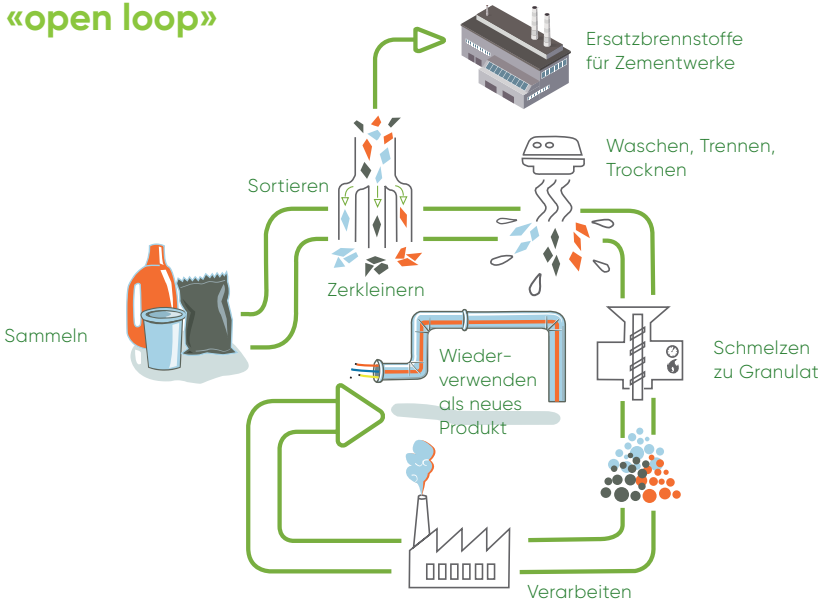 «open loop»
Ersatzbrennstoffe
für Zementwerke
Waschen, Trennen,
Trocknen
Sortieren
Zerkleinern
Sammeln
Schmelzen
zu Granulat
Wieder-
verwenden
als neues
Produkt
Verarbeiten